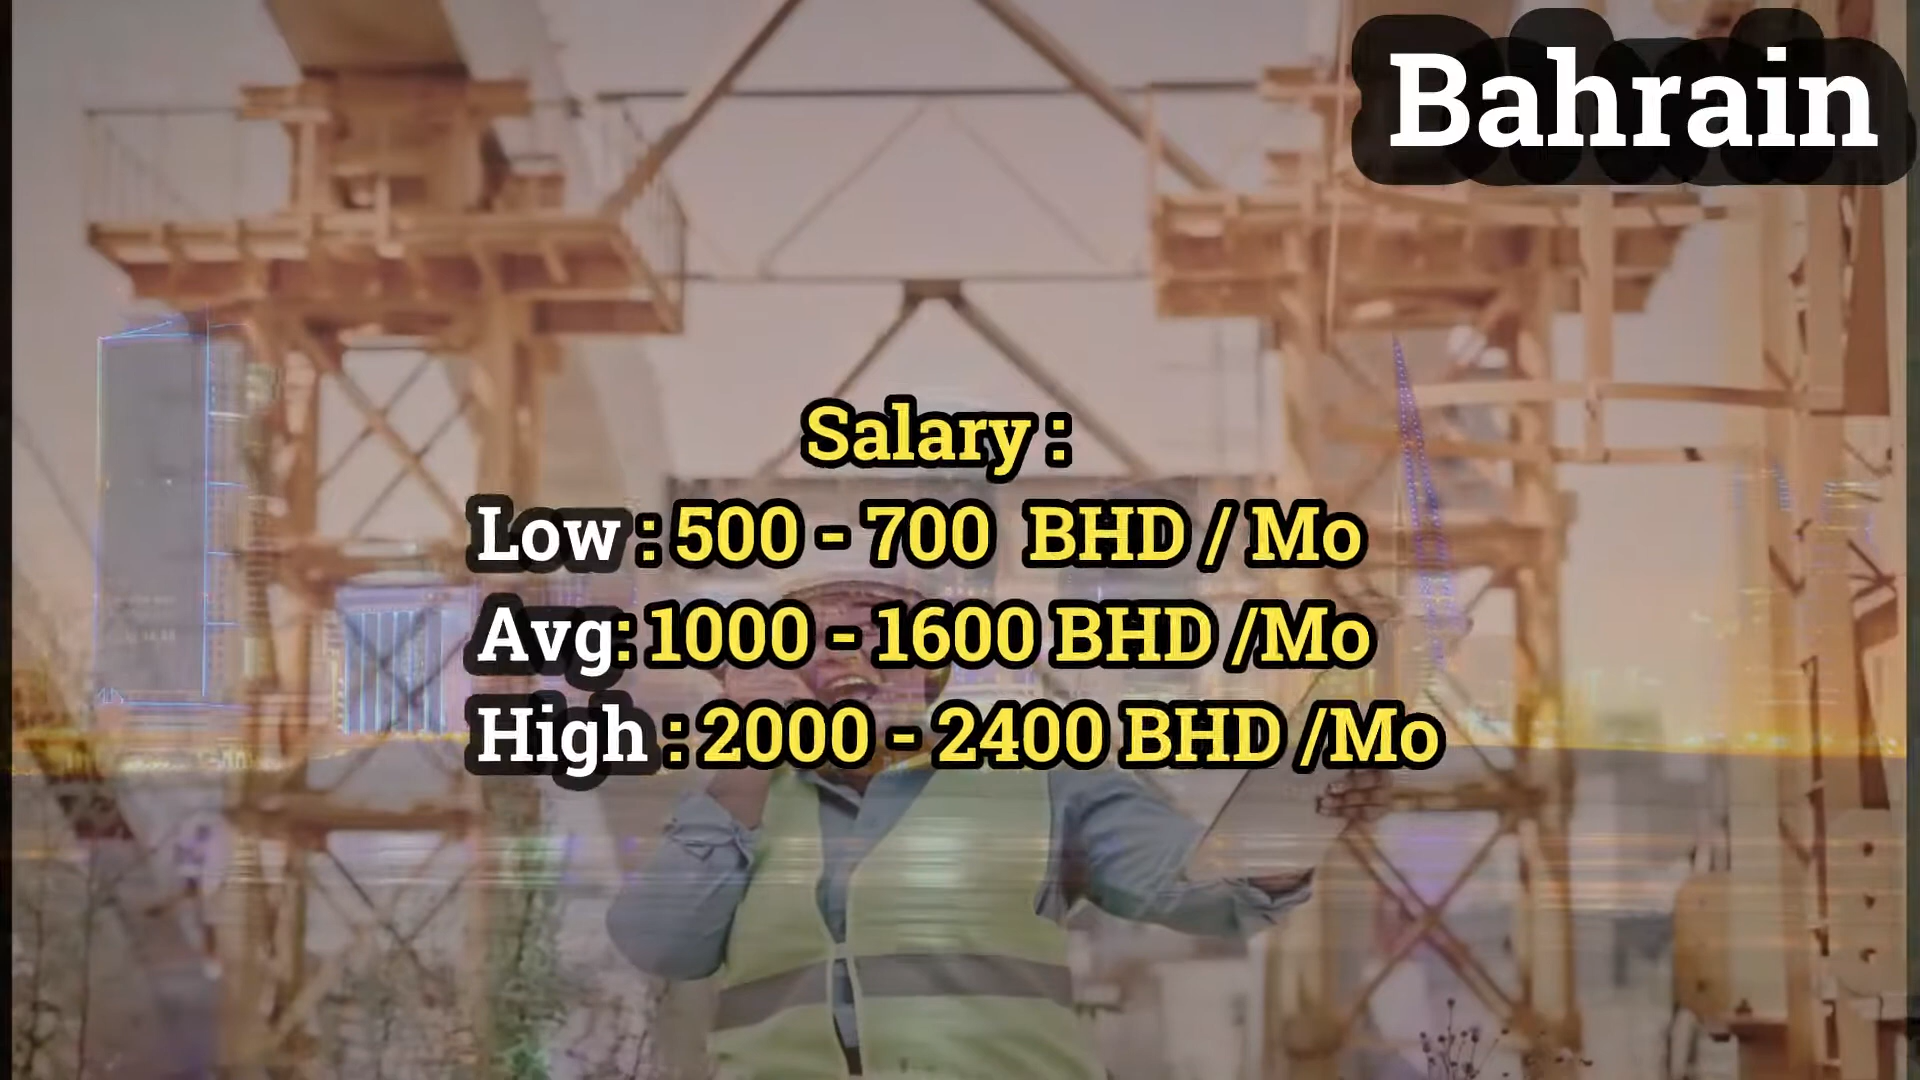 Bahrain
Salary :
Low : 500 - 700 BHD / Mo
Avg: 1000 - 1600 BHD /Mo
High : 2000 - 2400 BHD /Mo